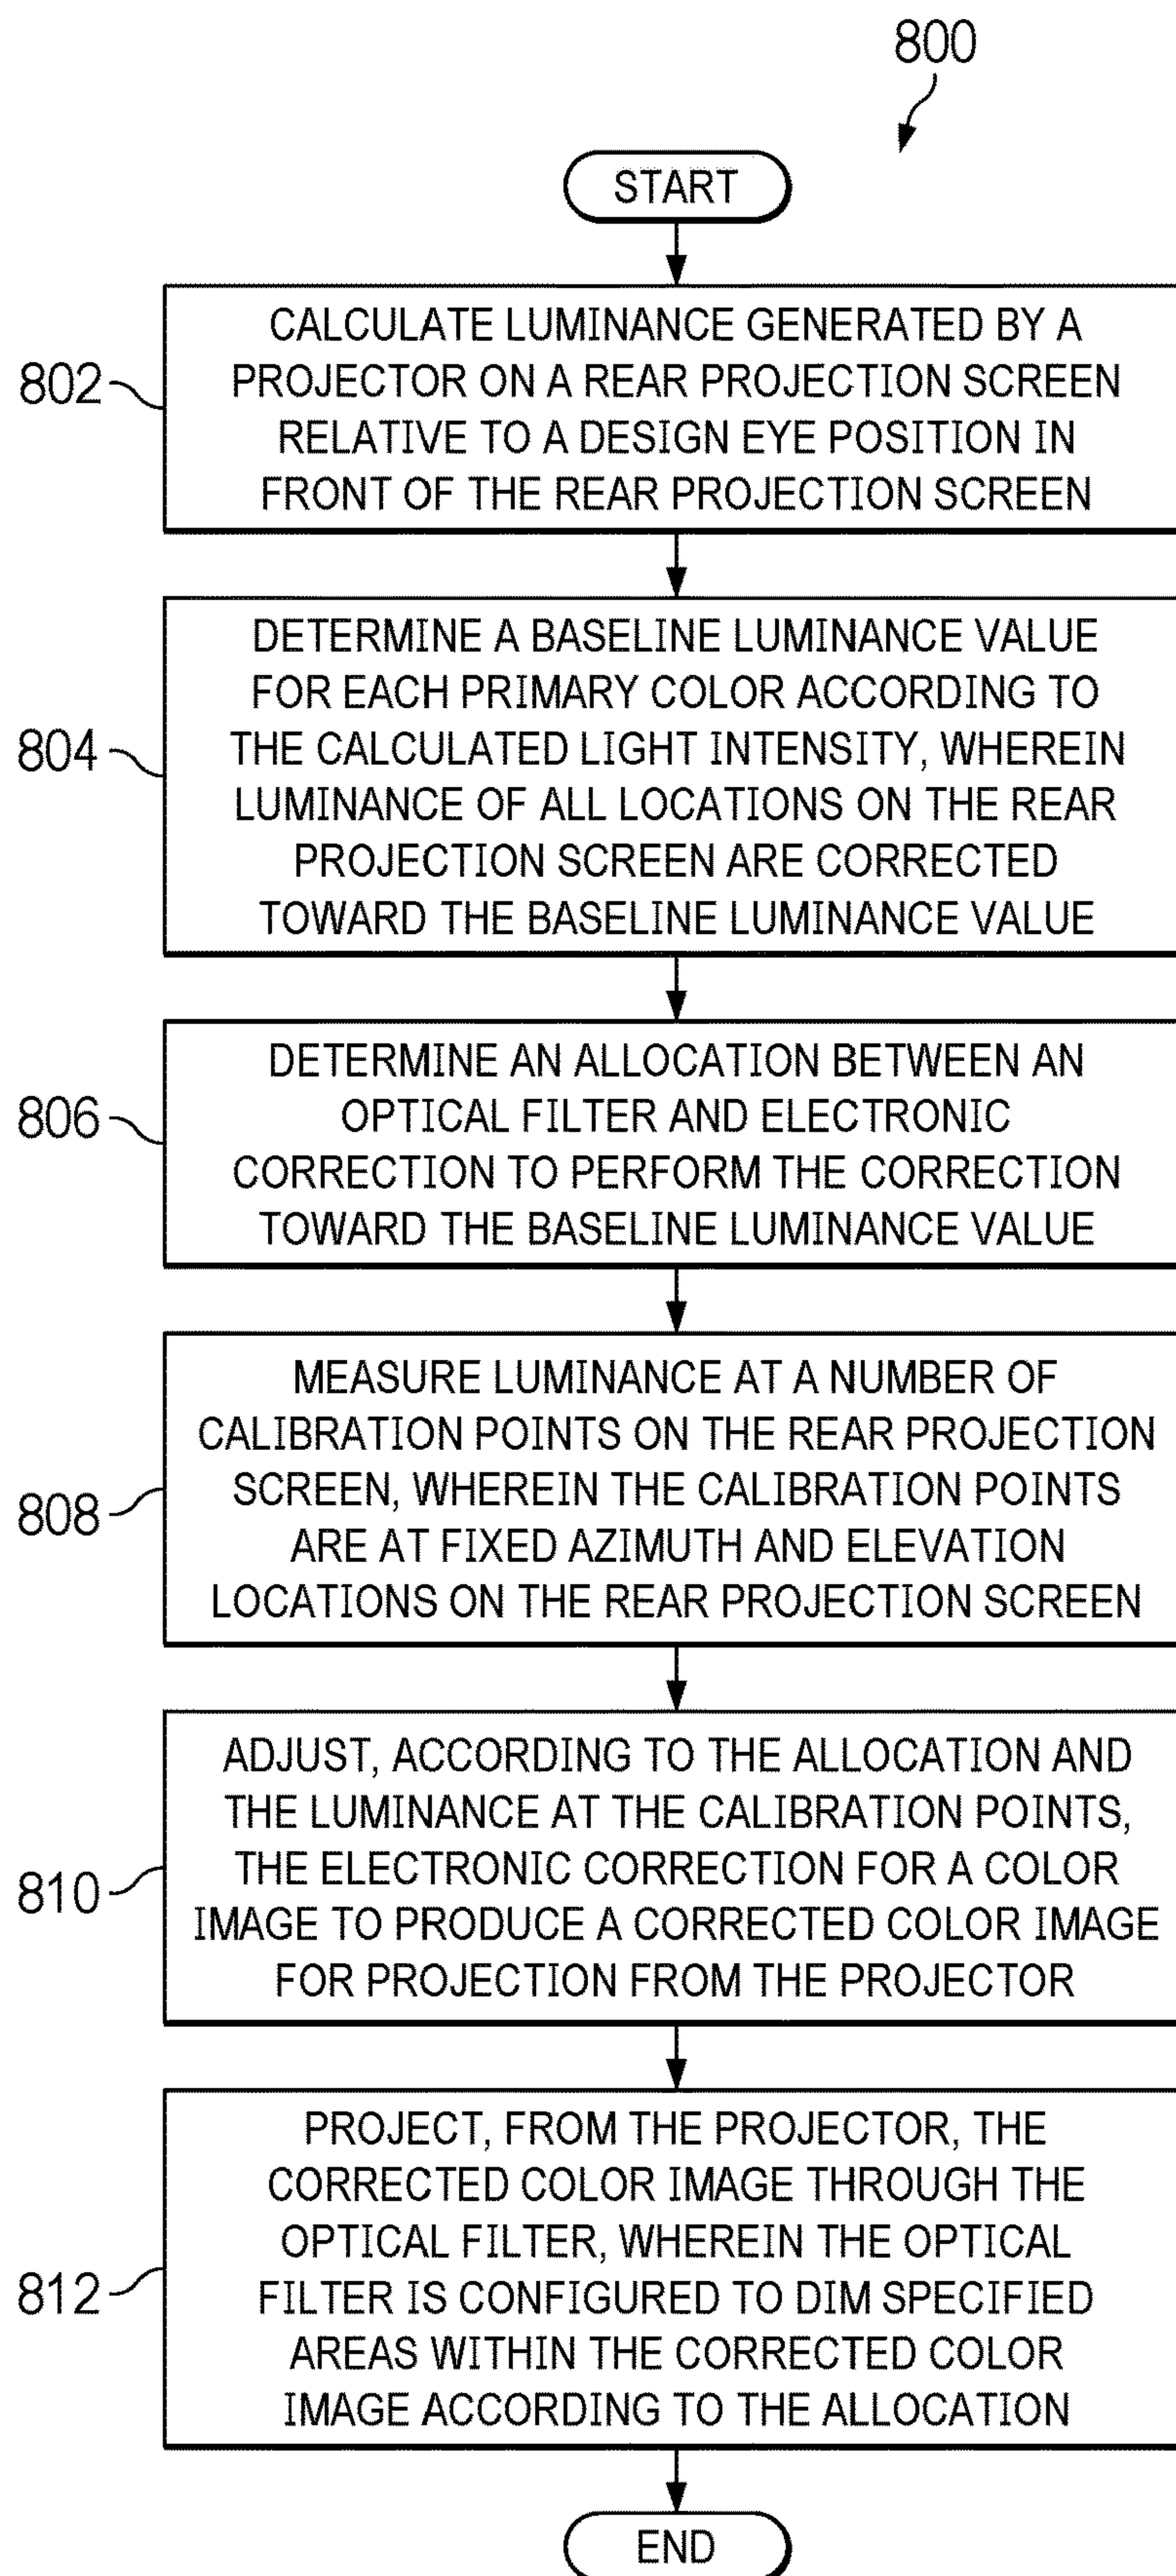 800
START
802
CALCULATE LUMINANCE GENERATED BY A
PROJECTOR ON A REAR PROJECTION SCREEN
RELATIVE TO A DESIGN EYE POSITION IN
FRONT OF THE REAR PROJECTION SCREEN
804
DETERMINE A BASELINE LUMINANCE VALUE
FOR EACH PRIMARY COLOR ACCORDING TO
THE CALCULATED LIGHT INTENSITY, WHEREIN
LUMINANCE OF ALL LOCATIONS ON THE REAR
PROJECTION SCREEN ARE CORRECTED
TOWARD THE BASELINE LUMINANCE VALUE
806
DETERMINE AN ALLOCATION BETWEEN AN
OPTICAL FILTER AND ELECTRONIC
CORRECTION TO PERFORM THE CORRECTION
TOWARD THE BASELINE LUMINANCE VALUE
808
MEASURE LUMINANCE AT A NUMBER OF
CALIBRATION POINTS ON THE REAR PROJECTION
SCREEN, WHEREIN THE CALIBRATION POINTS
ARE AT FIXED AZIMUTH AND ELEVATION
LOCATIONS ON THE REAR PROJECTION SCREEN
810
ADJUST, ACCORDING TO THE ALLOCATION AND
THE LUMINANCE AT THE CALIBRATION POINTS,
THE ELECTRONIC CORRECTION FOR A COLOR
IMAGE TO PRODUCE A CORRECTED COLOR IMAGE
FOR PROJECTION FROM THE PROJECTOR
812
PROJECT, FROM THE PROJECTOR, THE
CORRECTED COLOR IMAGE THROUGH THE
OPTICAL FILTER, WHEREIN THE OPTICAL
FILTER IS CONFIGURED TO DIM SPECIFIED
AREAS WITHIN THE CORRECTED COLOR
IMAGE ACCORDING TO THE ALLOCATION
END